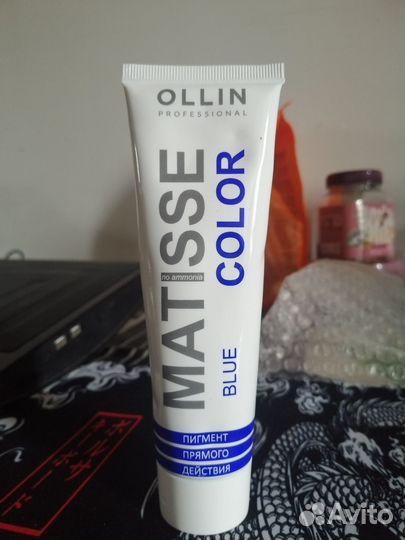 OLLIN
PROFESSIONAL
MATISSE
no ammonia
COLOR
BLUE
ПИГМЕНТ
ПРЯМОГО
ДЕЙСТВИЯ
Avito